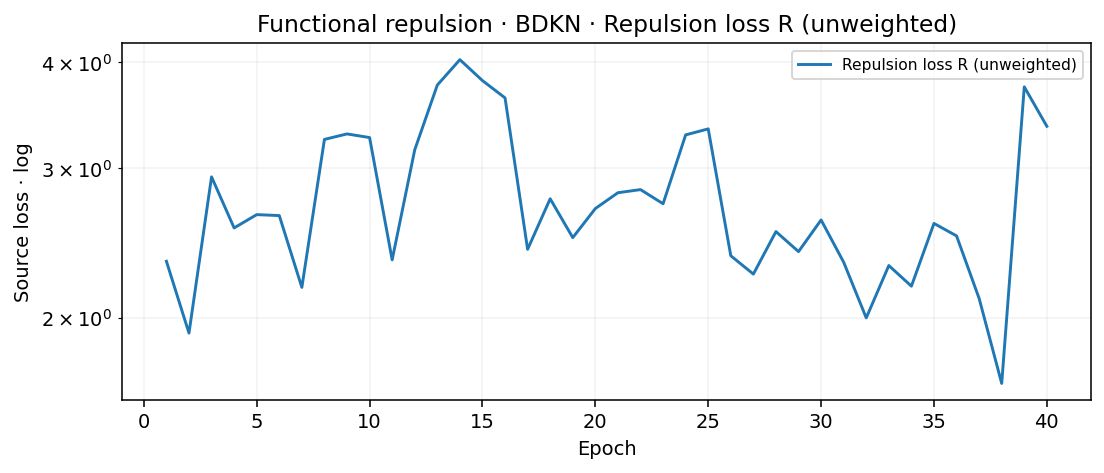 Functional repulsion · BDKN · Repulsion loss R (unweighted)
Repulsion loss R (unweighted)
Source loss · log
4 × 10⁰
3 × 10⁰
2 × 10⁰
0 5 10 15 20 25 30 35 40
Epoch